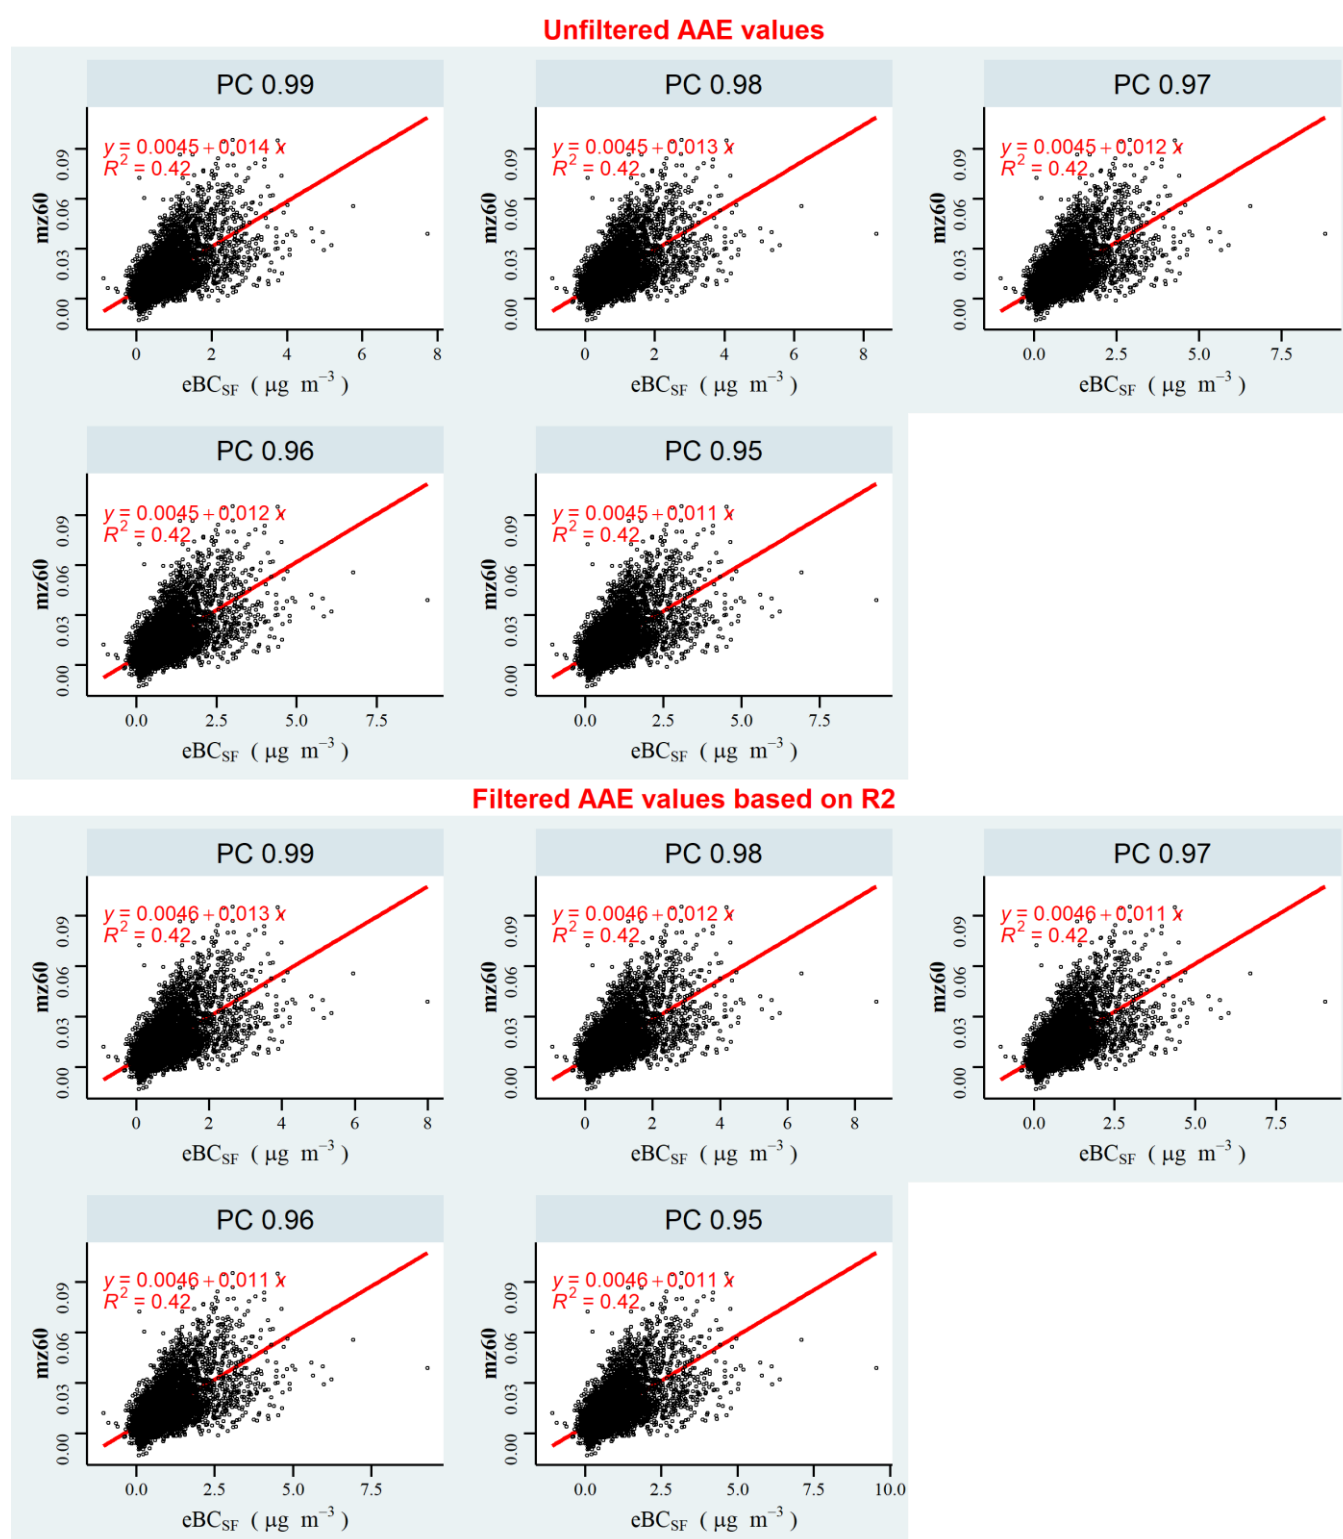 Unfiltered AAE values
PC 0.99 PC 0.98 PC 0.97
y = 0.0045 + 0.014 x y = 0.0045 + 0.013 x y = 0.0045 + 0.012 x
R² = 0.42 R² = 0.42 R² = 0.42
mz60 mz60 mz60
0.00 0.03 0.06 0.09 0.00 0.03 0.06 0.09 0.00 0.03 0.06 0.09
0 2 4 6 8 0 2 4 6 8 0.0 2.5 5.0 7.5
eBC_SF ( μg m⁻³ ) eBC_SF ( μg m⁻³ ) eBC_SF ( μg m⁻³ )
PC 0.96 PC 0.95
y = 0.0045 + 0.012 x y = 0.0045 + 0.011 x
R² = 0.42 R² = 0.42
mz60 mz60
0.00 0.03 0.06 0.09 0.00 0.03 0.06 0.09
0.0 2.5 5.0 7.5 0.0 2.5 5.0 7.5
eBC_SF ( μg m⁻³ ) eBC_SF ( μg m⁻³ )
Filtered AAE values based on R2
PC 0.99 PC 0.98 PC 0.97
y = 0.0046 + 0.013 x y = 0.0046 + 0.012 x y = 0.0046 + 0.011 x
R² = 0.42 R² = 0.42 R² = 0.42
mz60 mz60 mz60
0.00 0.03 0.06 0.09 0.00 0.03 0.06 0.09 0.00 0.03 0.06 0.09
0 2 4 6 8 0 2 4 6 8 0.0 2.5 5.0 7.5
eBC_SF ( μg m⁻³ ) eBC_SF ( μg m⁻³ ) eBC_SF ( μg m⁻³ )
PC 0.96 PC 0.95
y = 0.0046 + 0.011 x y = 0.0046 + 0.011 x
R² = 0.42 R² = 0.42
mz60 mz60
0.00 0.03 0.06 0.09 0.00 0.03 0.06 0.09
0.0 2.5 5.0 7.5 0.0 2.5 5.0 7.5 10.0
eBC_SF ( μg m⁻³ ) eBC_SF ( μg m⁻³ )